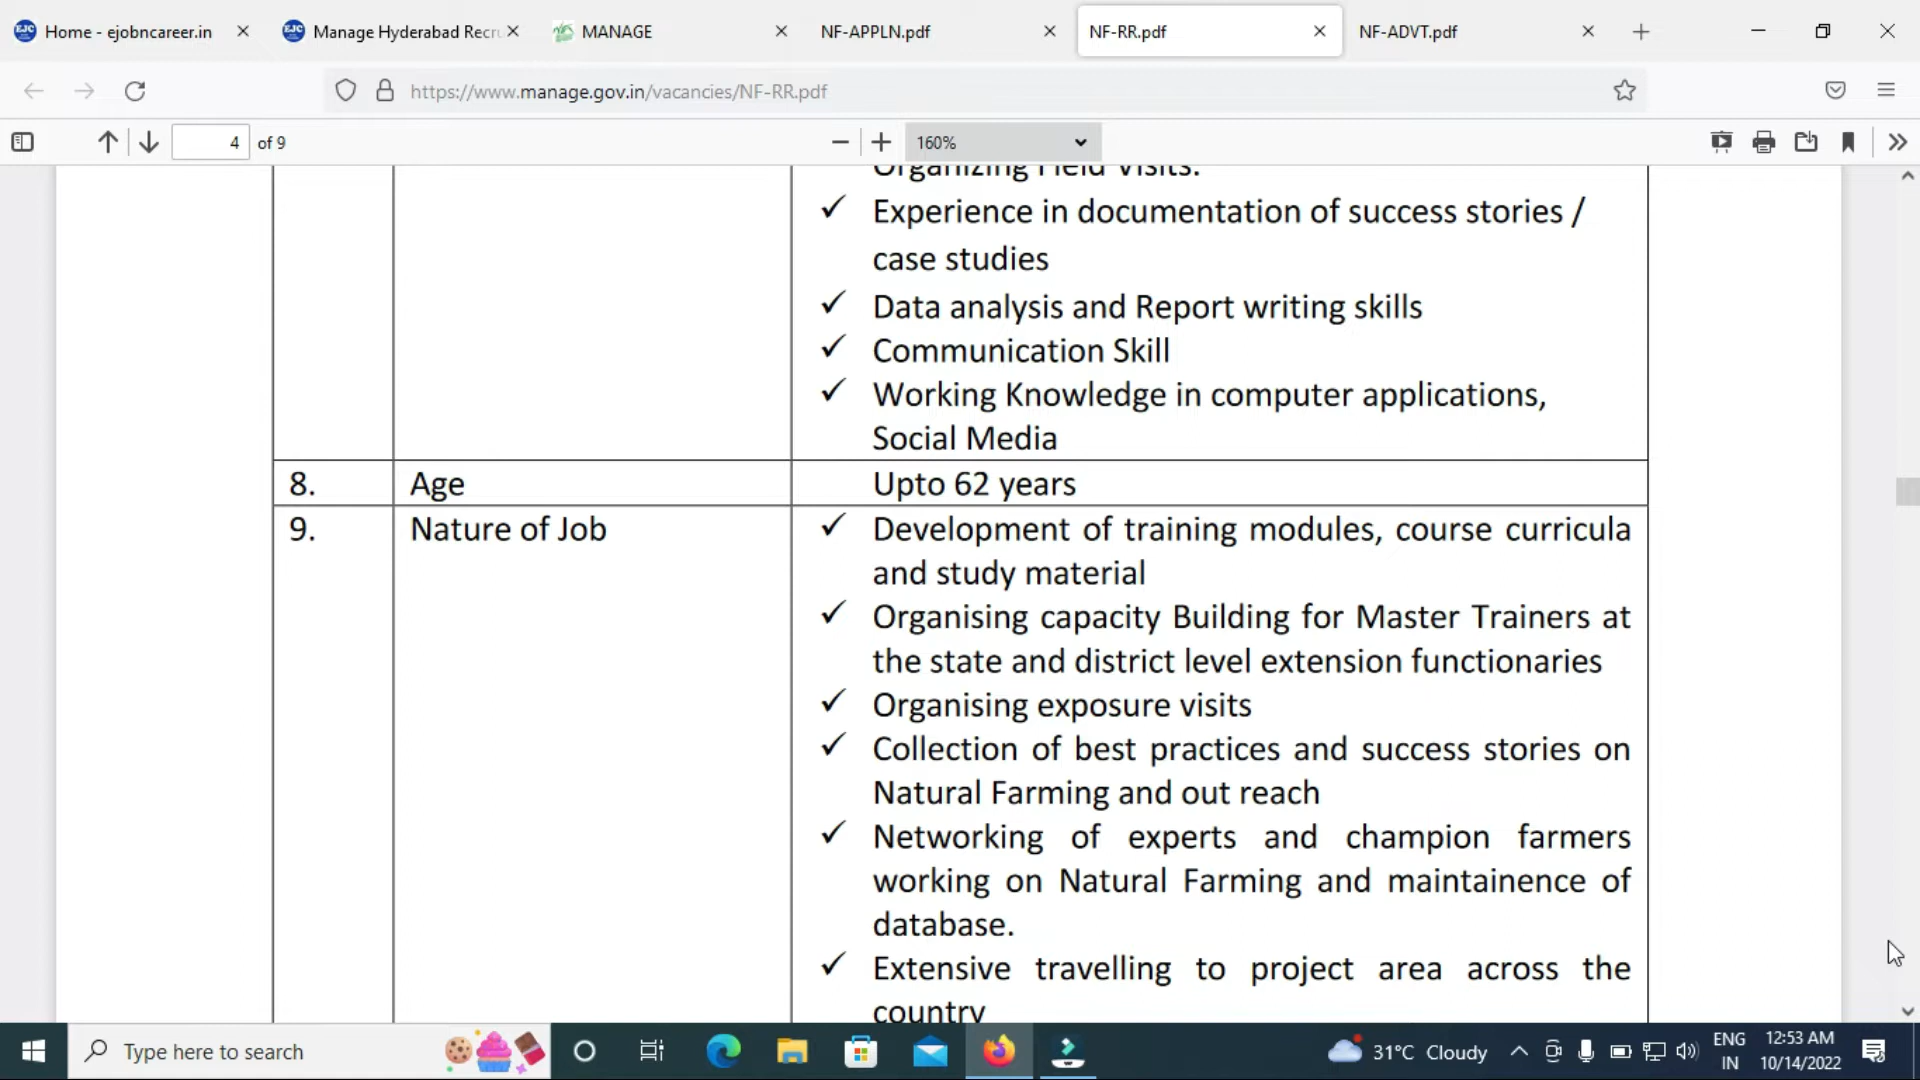 Home - ejobncareer.in
Manage Hyderabad Recru
MANAGE
NF-APPLN.pdf
NF-RR.pdf
NF-ADVT.pdf
https://www.manage.gov.in/vacancies/NF-RR.pdf
4 of 9
160%
Organizing Field Visits.
✓ Experience in documentation of success stories /
case studies
✓ Data analysis and Report writing skills
✓ Communication Skill
✓ Working Knowledge in computer applications,
Social Media
8. Age Upto 62 years
9. Nature of Job ✓ Development of training modules, course curricula
and study material
✓ Organising capacity Building for Master Trainers at
the state and district level extension functionaries
✓ Organising exposure visits
✓ Collection of best practices and success stories on
Natural Farming and out reach
✓ Networking of experts and champion farmers
working on Natural Farming and maintainence of
database.
✓ Extensive travelling to project area across the
country
Type here to search
31°C Cloudy
ENG
IN
12:53 AM
10/14/2022